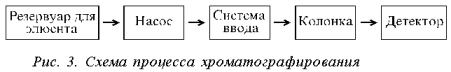 Резервуар для
элюента
Насос
Система
ввода
Колонка
Детектор
Рис. 3. Схема процесса хроматографирования